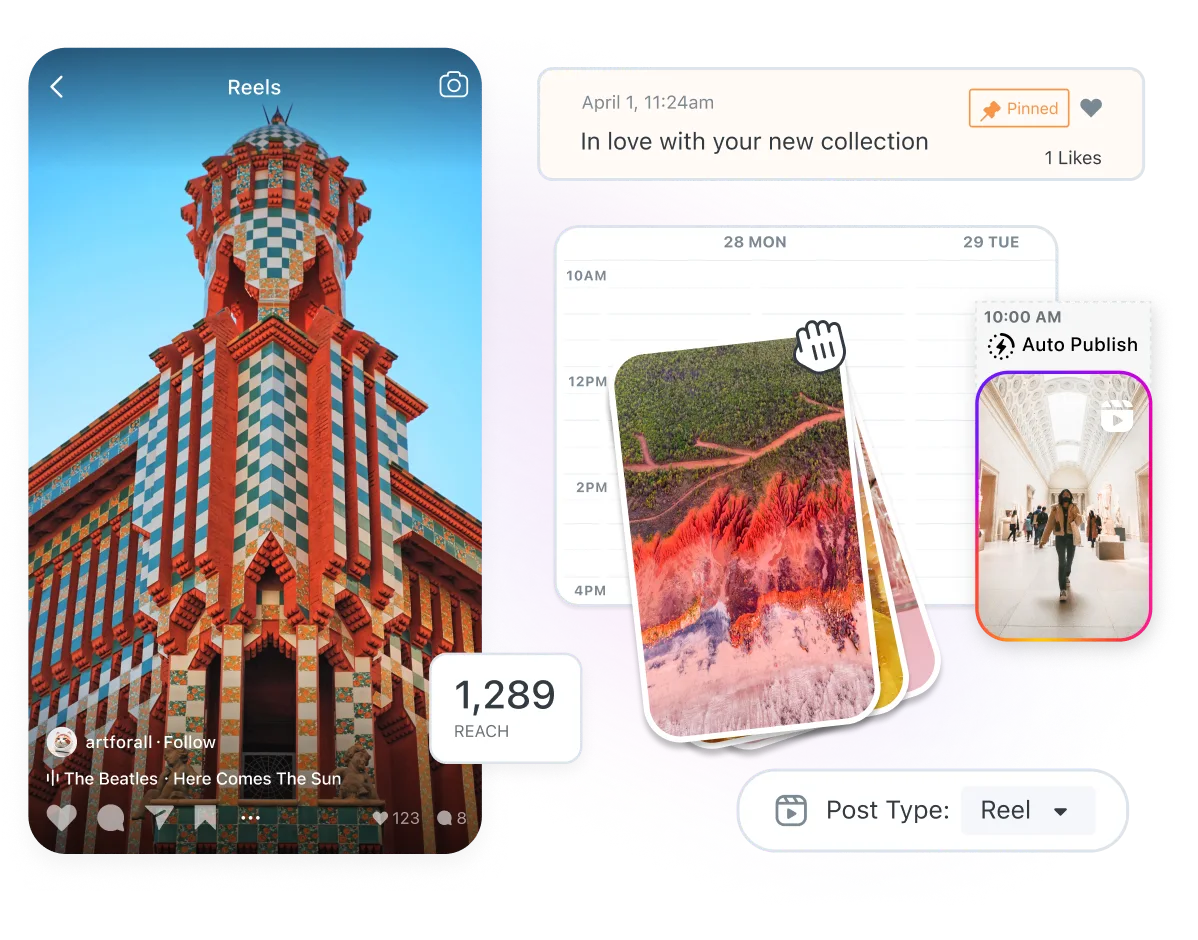 Reels
artforall · Follow
The Beatles · Here Comes The Sun
123 8
1,289
REACH
April 1, 11:24am
Pinned
In love with your new collection
1 Likes
28 MON 29 TUE
10AM
12PM
2PM
4PM
10:00 AM
Auto Publish
Post Type: Reel